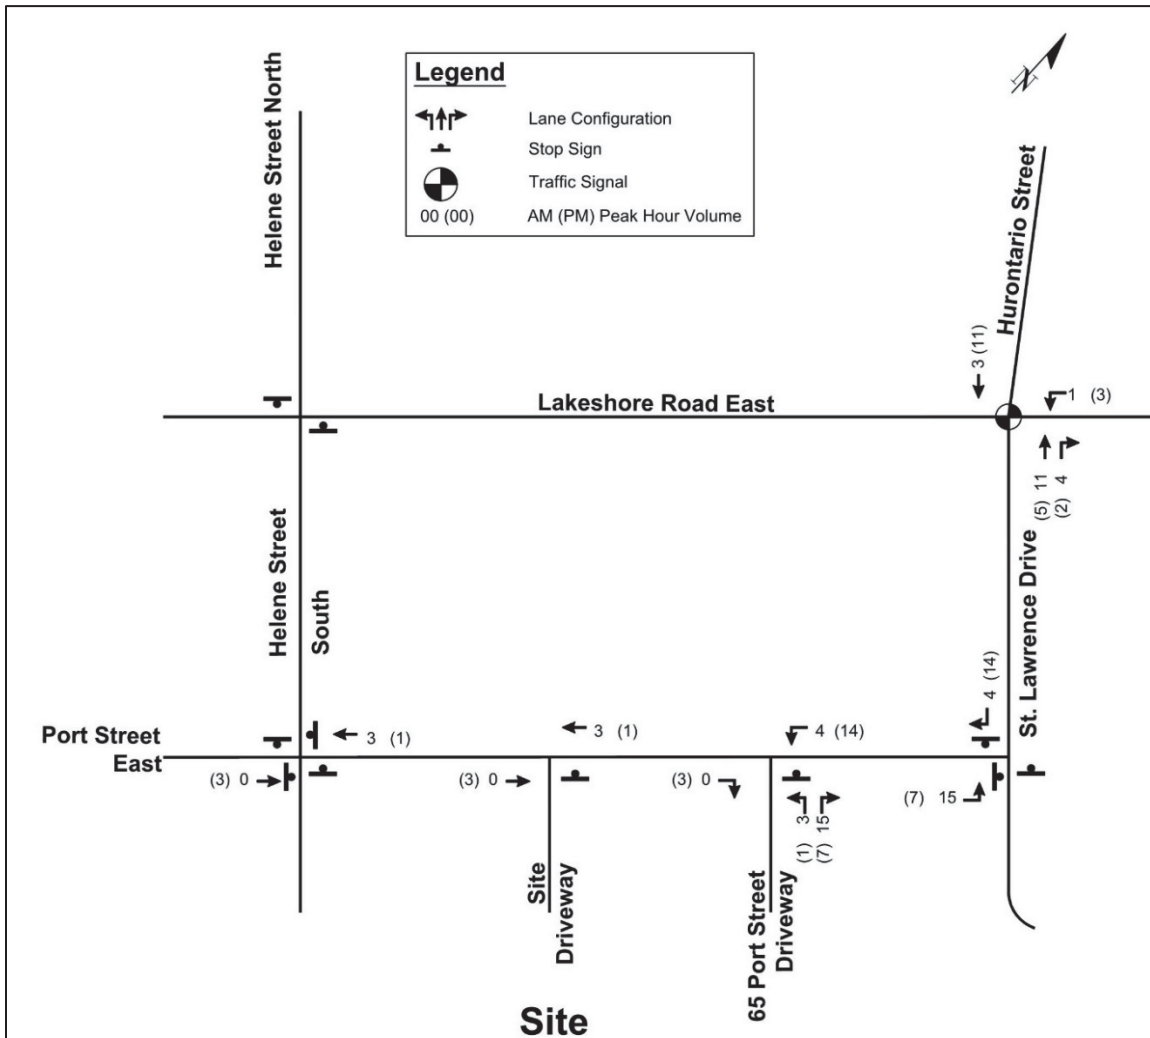 Legend
Lane Configuration
Stop Sign
Traffic Signal
00 (00) AM (PM) Peak Hour Volume
N
Helene Street North
Hurontario Street
3 (11)
Lakeshore Road East
1 (3)
(5) 11
(2) 4
Helene Street
South
St. Lawrence Drive
4 (14)
Port Street
East
3 (1)
3 (1)
4 (14)
(3) 0
(3) 0
(3) 0
(7) 15
(1) 3
(7) 15
Site
Driveway
65 Port Street
Driveway
Site